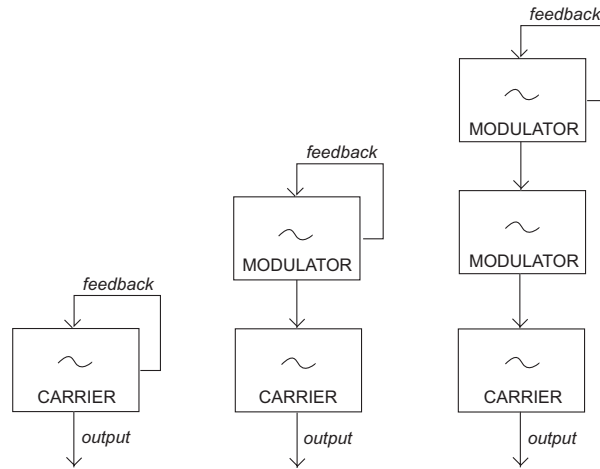 feedback
MODULATOR
feedback
MODULATOR
MODULATOR
feedback
CARRIER
CARRIER
CARRIER
output
output
output